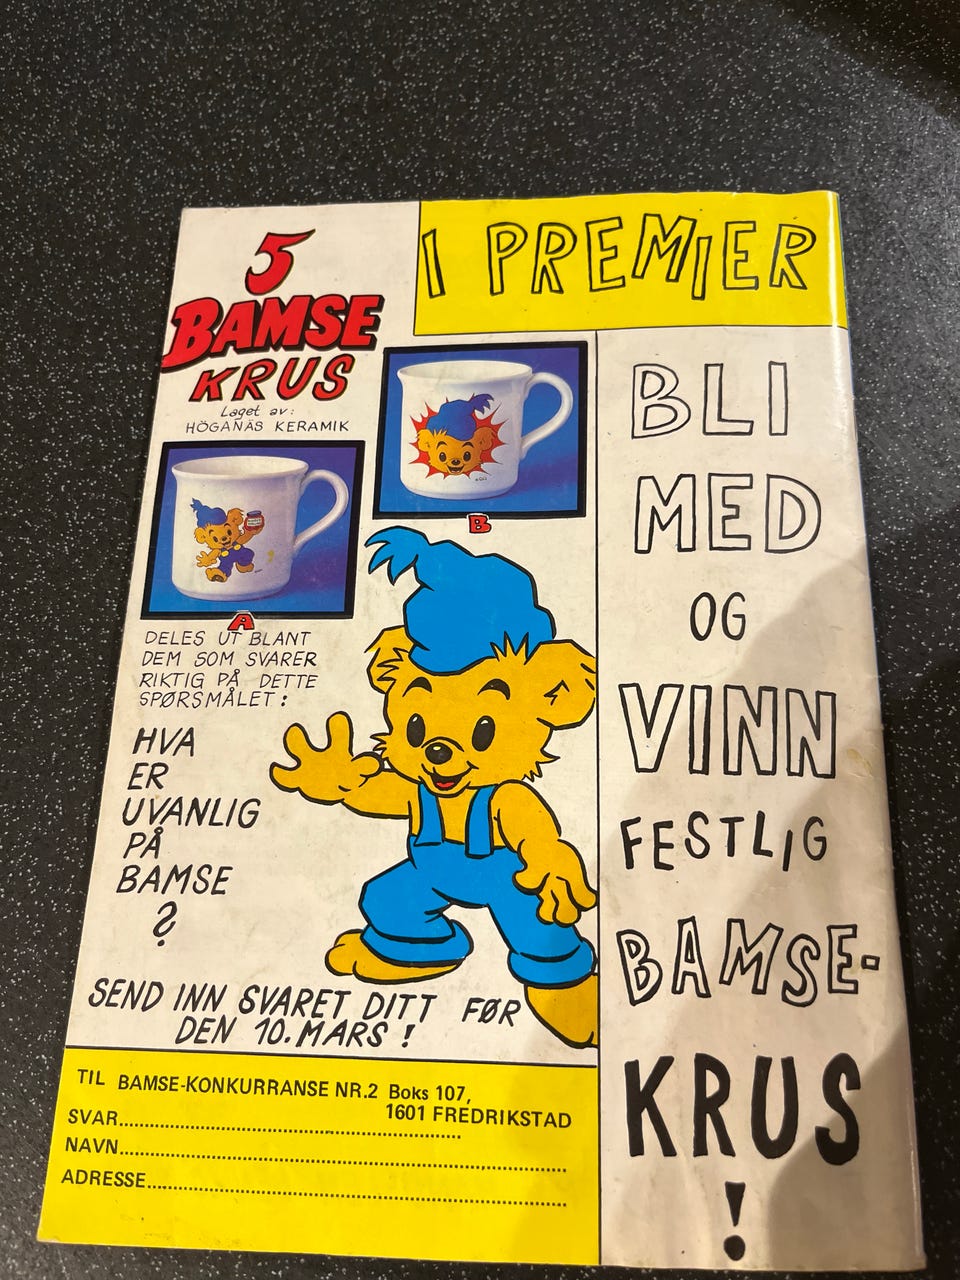 5
BAMSE
KRUS
Laget av:
HÖGANÄS KERAMIK
I PREMIER
B
A
DELES UT BLANT
DEM SOM SVARER
RIKTIG PÅ DETTE
SPØRSMÅLET:
HVA
ER
UVANLIG
PÅ
BAMSE
?
SEND INN SVARET DITT FØR
DEN 10. MARS!
TIL BAMSE-KONKURRANSE NR.2 Boks 107,
1601 FREDRIKSTAD
SVAR
NAVN
ADRESSE
BLI
MED
OG
VINN
FESTLIG
BAMSE-
KRUS
!